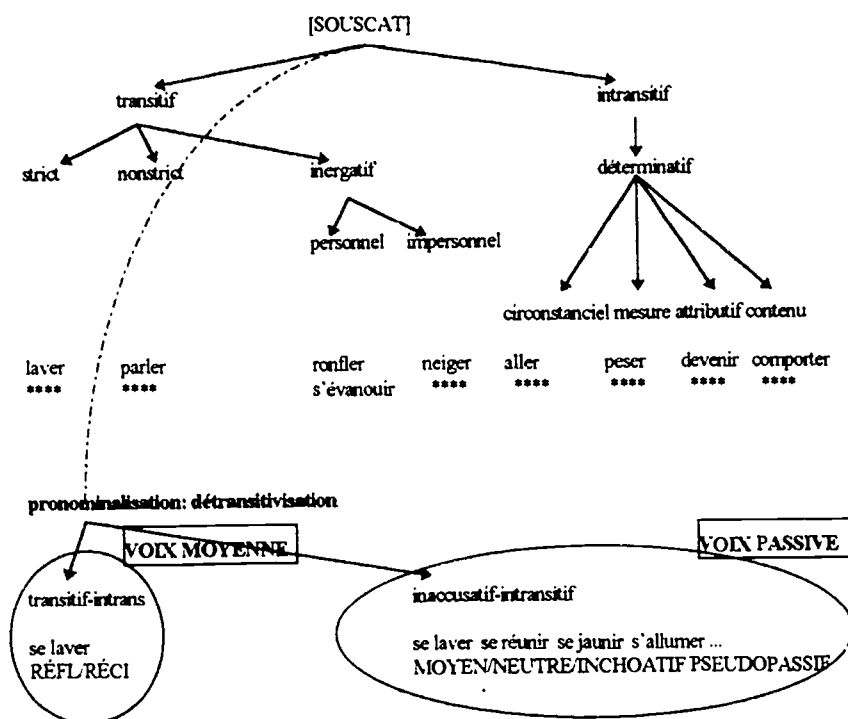 [SOUSCAT]
transitif intransitif
strict nonstrict inergatif déterminatif
personnel impersonnel
circonstanciel mesure attributif contenu
laver parler ronfler neiger aller peser devenir comporter
**** **** s'évanouir **** **** **** **** ****
pronominalisation: détransitivisation
VOIX MOYENNE VOIX PASSIVE
transitif-intrans inaccusatif-intransitif
se laver se laver se réunir se jaunir s'allumer ...
RÉFL/RÉCI MOYEN/NEUTRE/INCHOATIF PSEUDOPASSIF